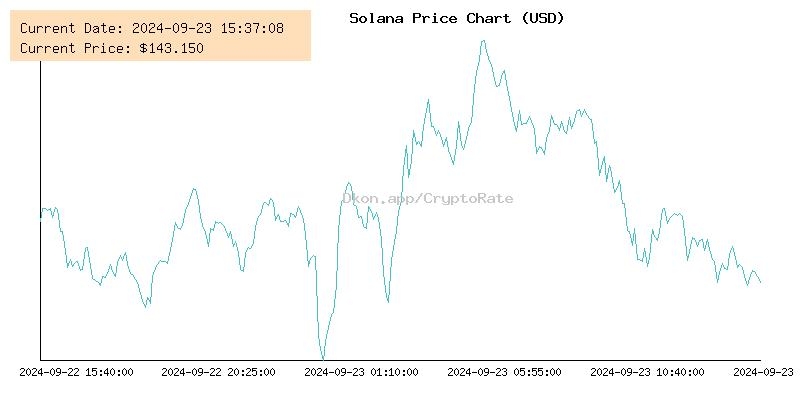 Solana Price Chart (USD)
Current Date: 2024-09-23 15:37:08
Current Price: $143.150
Dkon.app/CryptoRate
2024-09-22 15:40:00 2024-09-22 20:25:00 2024-09-23 01:10:00 2024-09-23 05:55:00 2024-09-23 10:40:00 2024-09-23